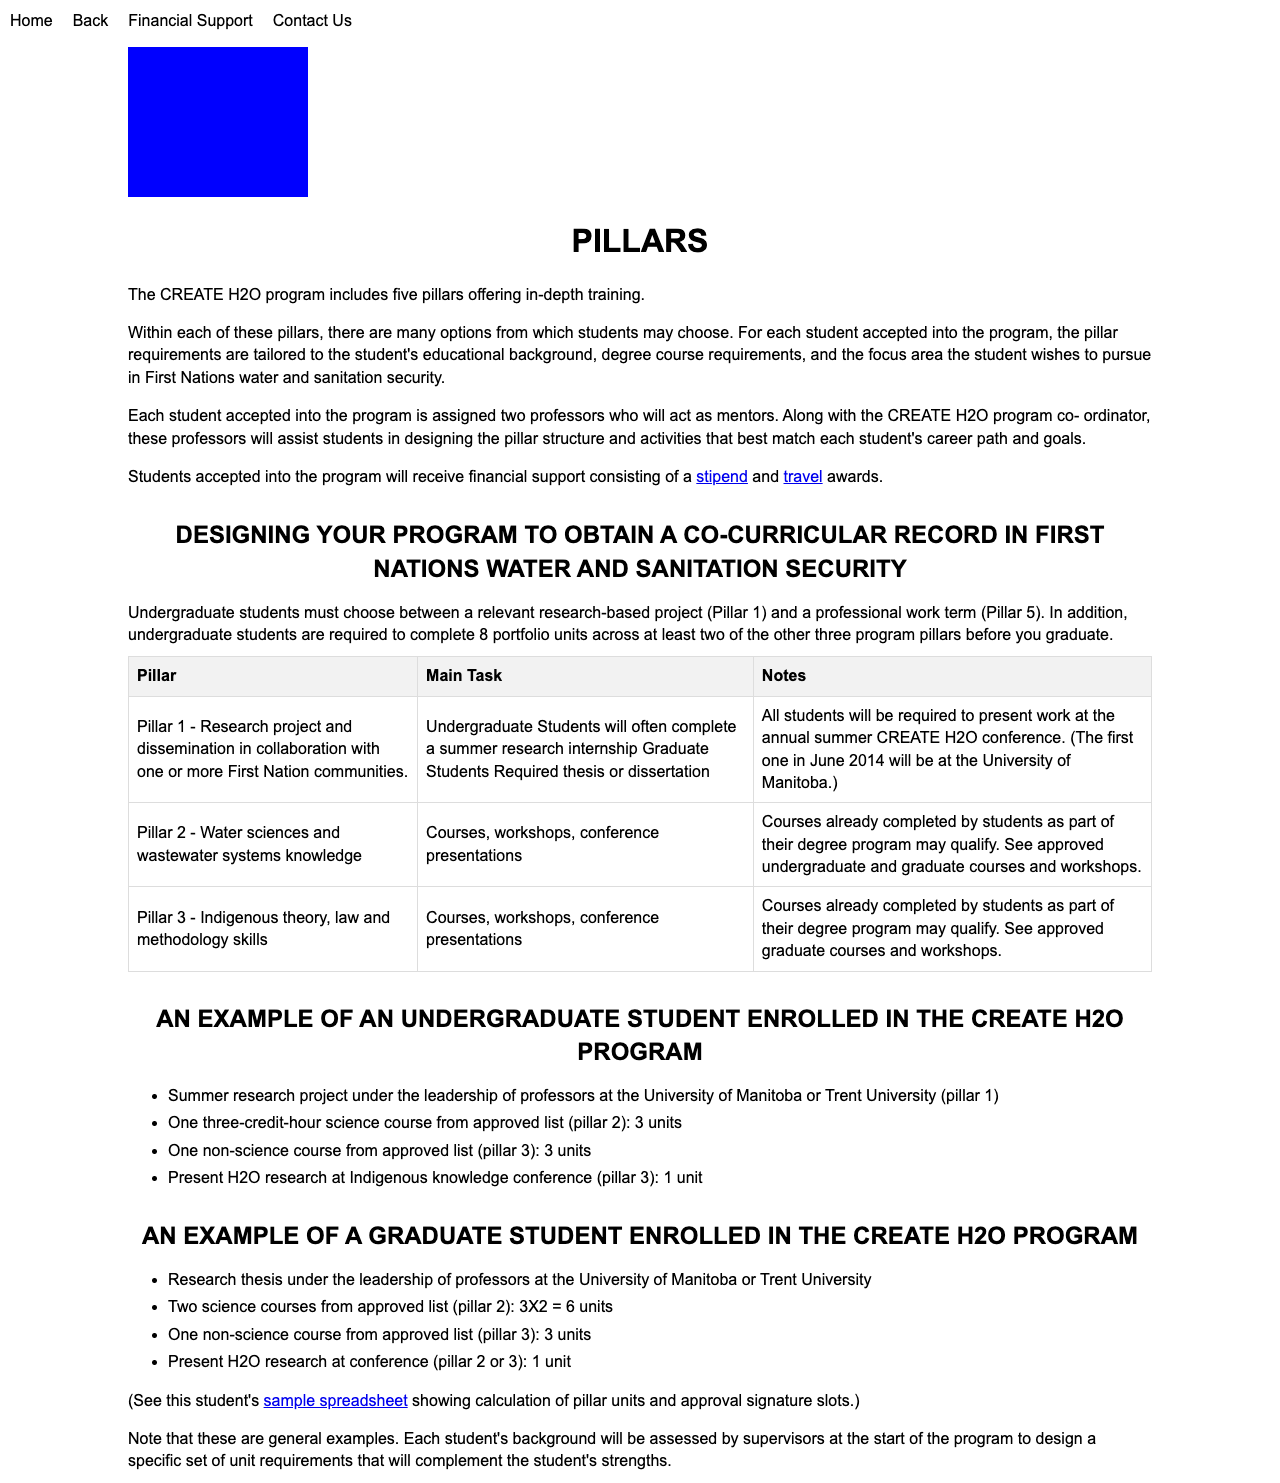 Home Back Financial Support Contact Us
PILLARS
The CREATE H2O program includes five pillars offering in-depth training.
Within each of these pillars, there are many options from which students may choose. For each student accepted into the program, the pillar
requirements are tailored to the student's educational background, degree course requirements, and the focus area the student wishes to pursue
in First Nations water and sanitation security.
Each student accepted into the program is assigned two professors who will act as mentors. Along with the CREATE H2O program co- ordinator,
these professors will assist students in designing the pillar structure and activities that best match each student's career path and goals.
Students accepted into the program will receive financial support consisting of a stipend and travel awards.
DESIGNING YOUR PROGRAM TO OBTAIN A CO-CURRICULAR RECORD IN FIRST
NATIONS WATER AND SANITATION SECURITY
Undergraduate students must choose between a relevant research-based project (Pillar 1) and a professional work term (Pillar 5). In addition,
undergraduate students are required to complete 8 portfolio units across at least two of the other three program pillars before you graduate.
Pillar Main Task Notes
Pillar 1 - Research project and
dissemination in collaboration with
one or more First Nation communities.
Undergraduate Students will often complete
a summer research internship Graduate
Students Required thesis or dissertation
All students will be required to present work at the
annual summer CREATE H2O conference. (The first
one in June 2014 will be at the University of
Manitoba.)
Pillar 2 - Water sciences and
wastewater systems knowledge
Courses, workshops, conference
presentations
Courses already completed by students as part of
their degree program may qualify. See approved
undergraduate and graduate courses and workshops.
Pillar 3 - Indigenous theory, law and
methodology skills
Courses, workshops, conference
presentations
Courses already completed by students as part of
their degree program may qualify. See approved
graduate courses and workshops.
AN EXAMPLE OF AN UNDERGRADUATE STUDENT ENROLLED IN THE CREATE H2O
PROGRAM
• Summer research project under the leadership of professors at the University of Manitoba or Trent University (pillar 1)
• One three-credit-hour science course from approved list (pillar 2): 3 units
• One non-science course from approved list (pillar 3): 3 units
• Present H2O research at Indigenous knowledge conference (pillar 3): 1 unit
AN EXAMPLE OF A GRADUATE STUDENT ENROLLED IN THE CREATE H2O PROGRAM
• Research thesis under the leadership of professors at the University of Manitoba or Trent University
• Two science courses from approved list (pillar 2): 3X2 = 6 units
• One non-science course from approved list (pillar 3): 3 units
• Present H2O research at conference (pillar 2 or 3): 1 unit
(See this student's sample spreadsheet showing calculation of pillar units and approval signature slots.)
Note that these are general examples. Each student's background will be assessed by supervisors at the start of the program to design a
specific set of unit requirements that will complement the student's strengths.